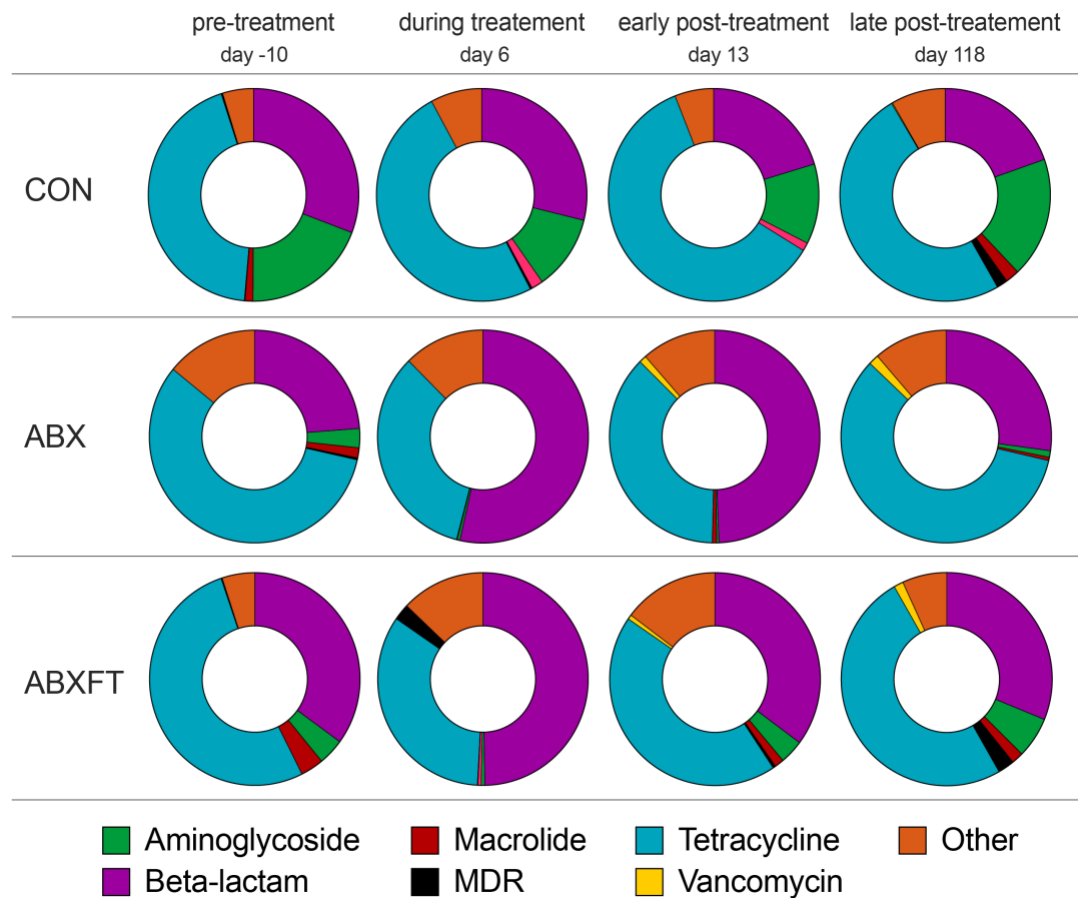 pre-treatment during treatement early post-treatment late post-teatement
day -10 day 6 day 13 day 118
CON
ABX
ABXFT
Aminoglycoside Macrolide Tetracycline Other
Beta-lactam MDR Vancomycin